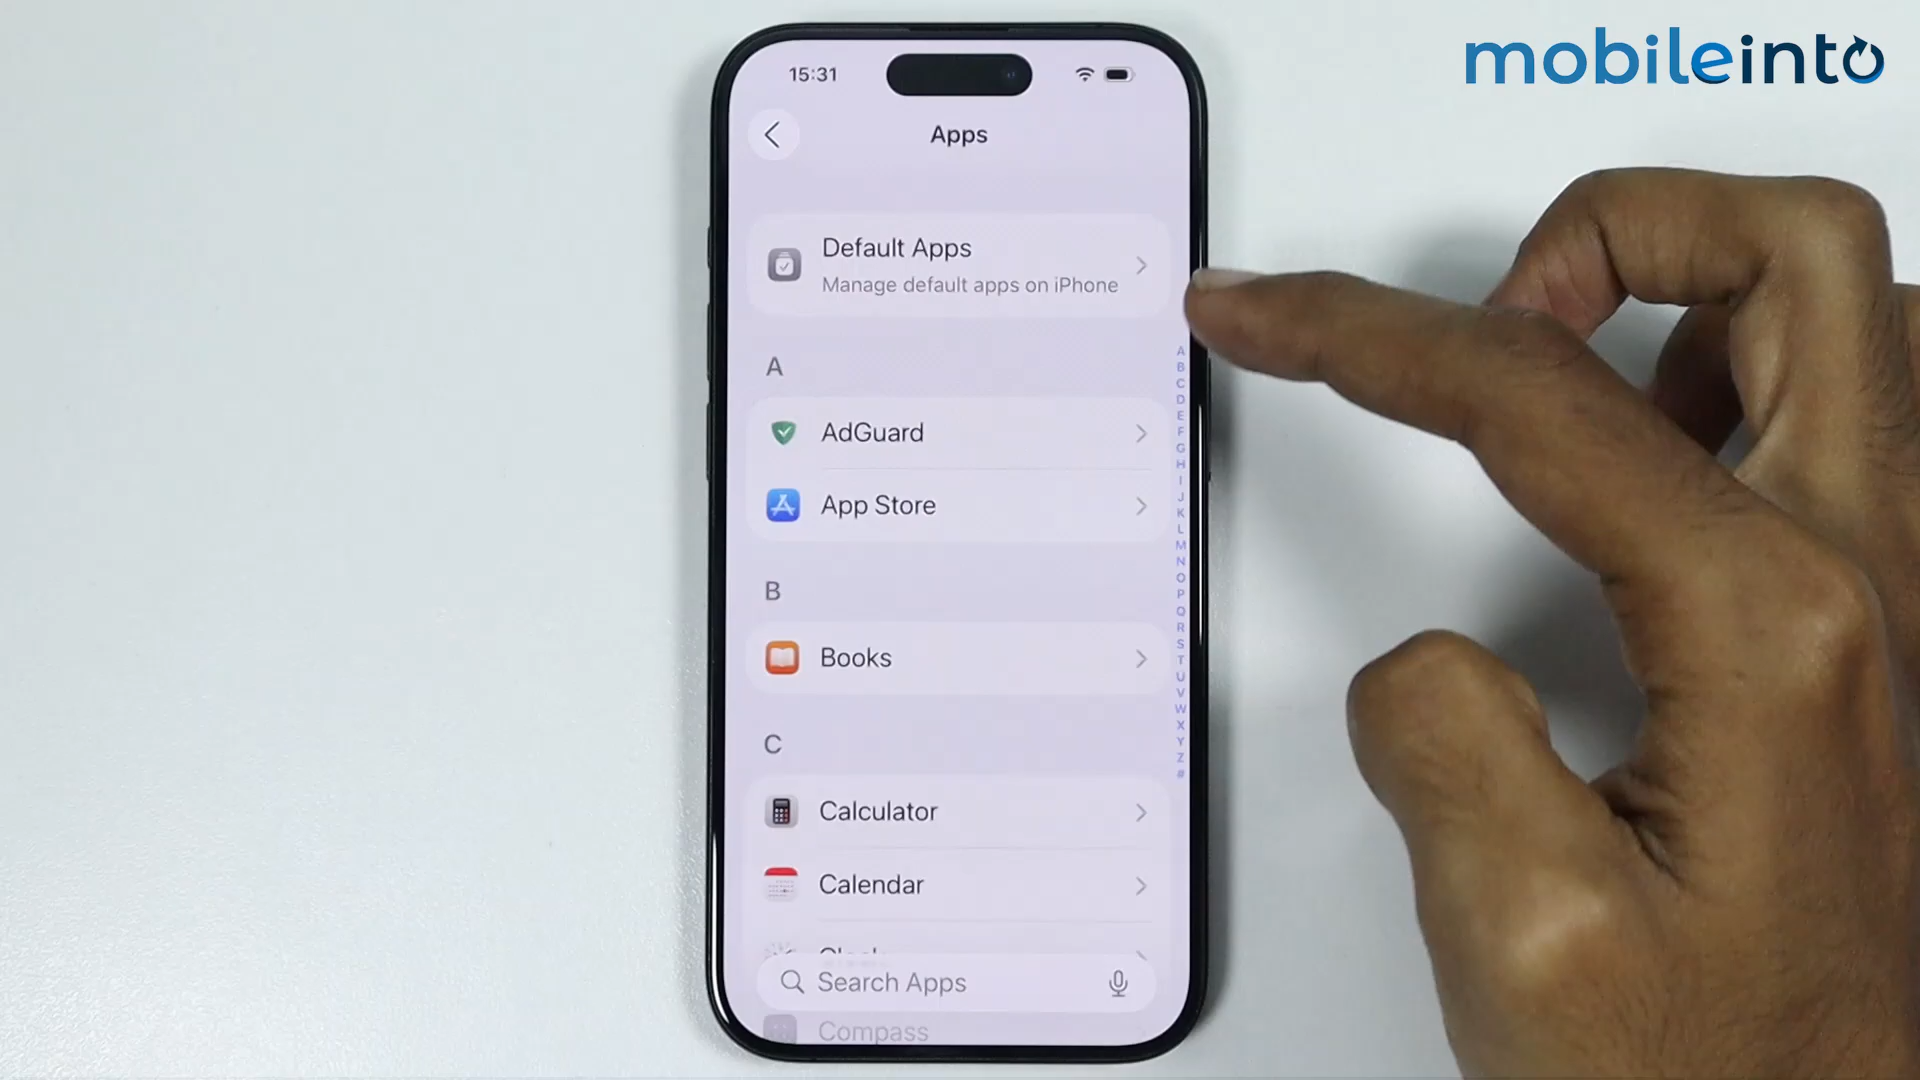 mobileinto
15:31
Apps
Default Apps
Manage default apps on iPhone
A
AdGuard
App Store
B
Books
C
Calculator
Calendar
Clock
Search Apps
Compass
A
B
C
D
E
F
G
H
I
J
K
L
M
N
O
P
Q
R
S
T
U
V
W
X
Y
Z
#